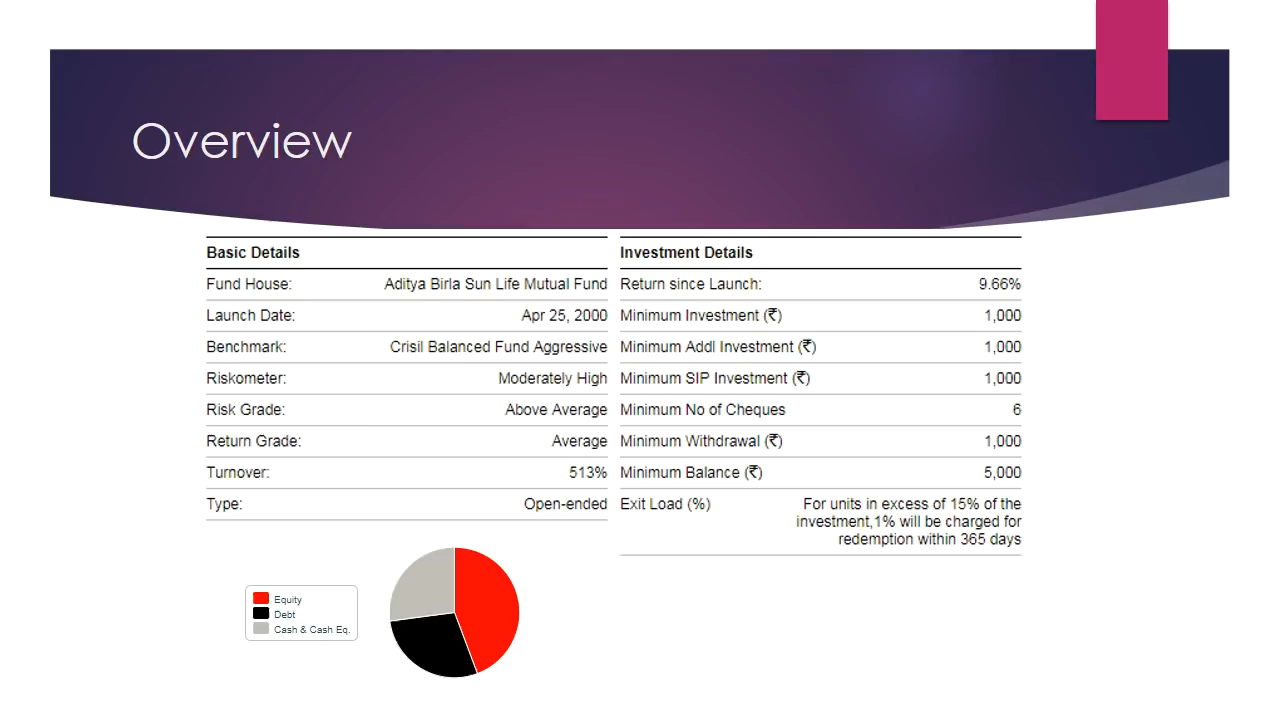 Overview
Basic Details
Fund House: Aditya Birla Sun Life Mutual Fund
Launch Date: Apr 25, 2000
Benchmark: Crisil Balanced Fund Aggressive
Riskometer: Moderately High
Risk Grade: Above Average
Return Grade: Average
Turnover: 513%
Type: Open-ended
Investment Details
Return since Launch: 9.66%
Minimum Investment (₹) 1,000
Minimum Addl Investment (₹) 1,000
Minimum SIP Investment (₹) 1,000
Minimum No of Cheques 6
Minimum Withdrawal (₹) 1,000
Minimum Balance (₹) 5,000
Exit Load (%) For units in excess of 15% of the
investment,1% will be charged for
redemption within 365 days
Equity
Debt
Cash & Cash Eq.